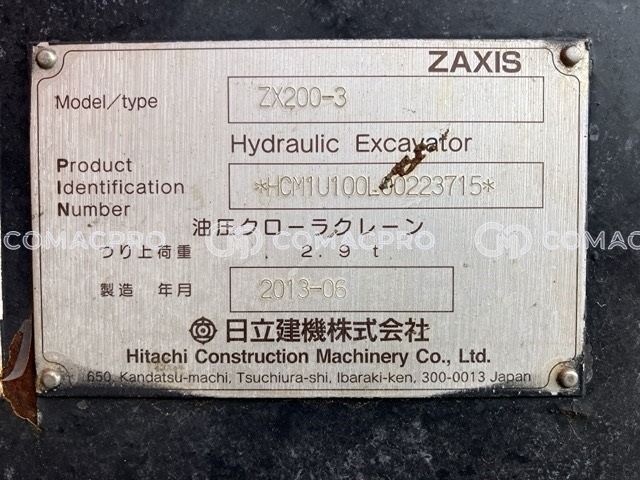 ZAXIS
Model/type ZX200-3
Hydraulic Excavator
Product
Identification *HCM1U100L00223715*
Number
油圧クローラクレーン
つり上荷重 2.9 t
製造 年月 2013-06
日立建機株式会社
Hitachi Construction Machinery Co., Ltd.
650, Kandatsu-machi, Tsuchiura-shi, Ibaraki-ken, 300-0013 Japan
COMACPRO COMACPRO COMACPRO